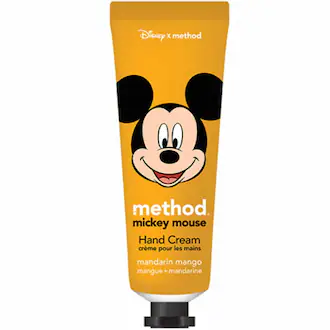 Disney x method
method.
mickey mouse
Hand Cream
crème pour les mains
mandarin mango
mangue + mandarine